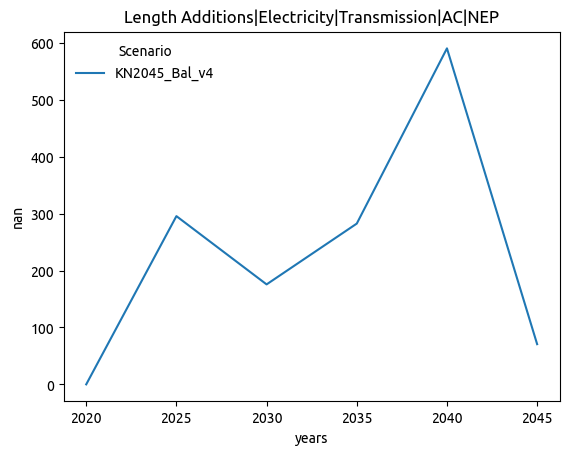 Length Additions|Electricity|Transmission|AC|NEP
Scenario
KN2045_Bal_v4
600
500
400
300
200
100
0
nan
2020 2025 2030 2035 2040 2045
years